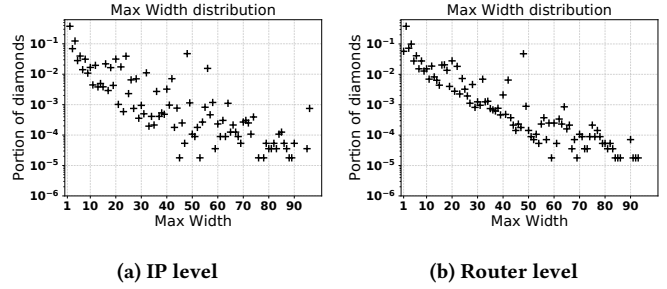 Max Width distribution
Portion of diamonds
10⁻¹
10⁻²
10⁻³
10⁻⁴
10⁻⁵
10⁻⁶
1 10 20 30 40 50 60 70 80 90
Max Width
(a) IP level
Max Width distribution
Portion of diamonds
10⁻¹
10⁻²
10⁻³
10⁻⁴
10⁻⁵
10⁻⁶
1 10 20 30 40 50 60 70 80 90
Max Width
(b) Router level